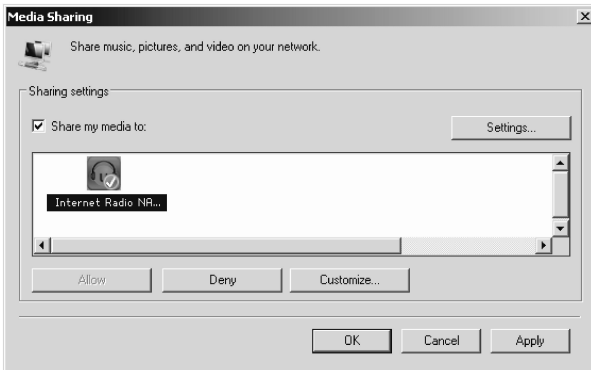 Media Sharing
Share music, pictures, and video on your network.
Sharing settings
Share my media to:
Settings...
Internet Radio NA...
Allow
Deny
Customize...
OK
Cancel
Apply